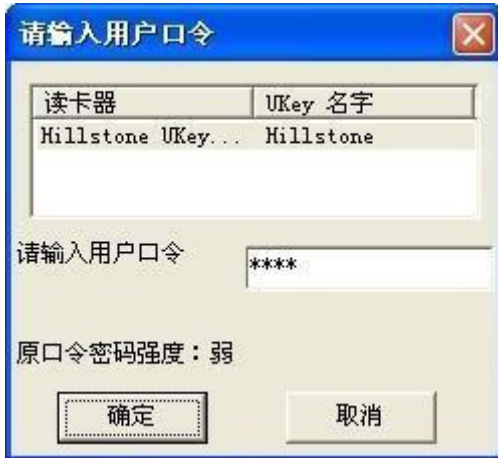 请输入用户口令
读卡器 UKey 名字
Hillstone UKey... Hillstone
请输入用户口令 ****
原口令密码强度：弱
确定 取消